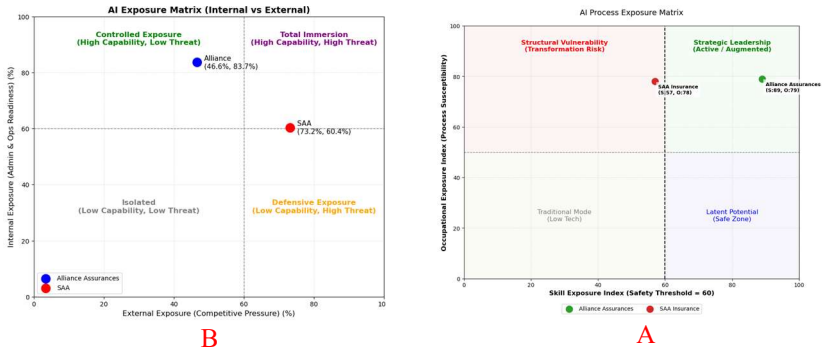 AI Exposure Matrix (Internal vs External)
Controlled Exposure
(High Capability, Low Threat)
Total Immersion
(High Capability, High Threat)
Alliance
(46.6%, 83.7%)
SAA
(73.2%, 60.4%)
Isolated
(Low Capability, Low Threat)
Defensive Exposure
(Low Capability, High Threat)
Alliance Assurances
SAA
Internal Exposure (Admin & Ops Readiness) (%)
100
80
60
40
20
0
0 20 40 60 80 100
External Exposure (Competitive Pressure) (%)
B
AI Process Exposure Matrix
Structural Vulnerability
(Transformation Risk)
Strategic Leadership
(Active / Augmented)
SAA Insurance
(S:57, O:78)
Alliance Assurances
(S:89, O:79)
Traditional Mode
(Low Tech)
Latent Potential
(Safe Zone)
Occupational Exposure Index (Process Susceptibility)
100
80
60
40
20
0
0 20 40 60 80 100
Skill Exposure Index (Safety Threshold = 60)
Alliance Assurances SAA Insurance
A